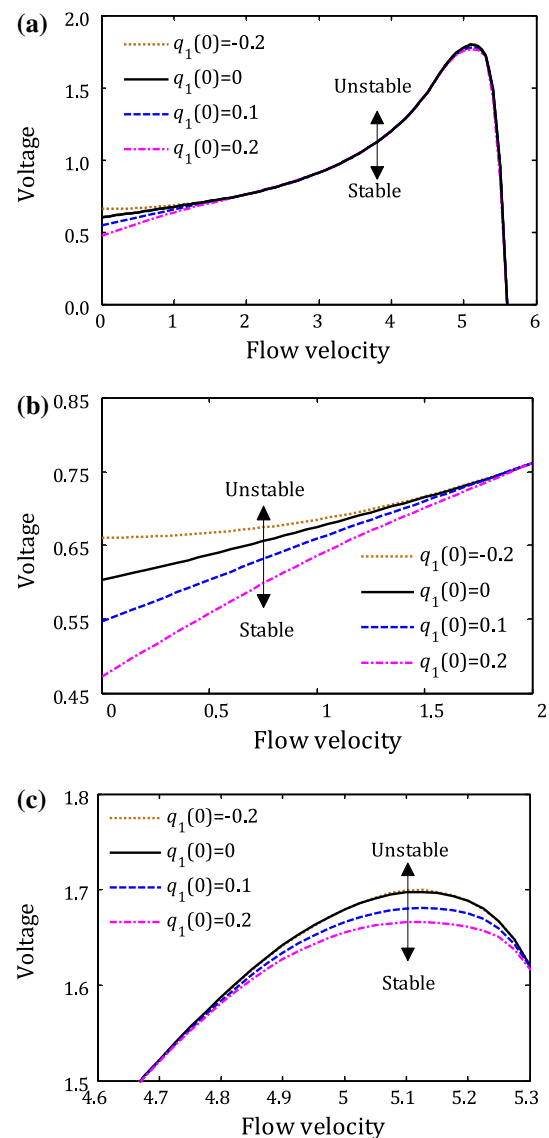 (a)
2.0
1.5
1.0
0.5
0.0
Voltage
q1(0)=-0.2
q1(0)=0
q1(0)=0.1
q1(0)=0.2
Unstable
Stable
0 1 2 3 4 5 6
Flow velocity
(b)
0.85
0.75
0.65
0.55
0.45
Voltage
Unstable
Stable
q1(0)=-0.2
q1(0)=0
q1(0)=0.1
q1(0)=0.2
0 0.5 1 1.5 2
Flow velocity
(c)
1.8
1.7
1.6
1.5
Voltage
q1(0)=-0.2
q1(0)=0
q1(0)=0.1
q1(0)=0.2
Unstable
Stable
4.6 4.7 4.8 4.9 5 5.1 5.2 5.3
Flow velocity